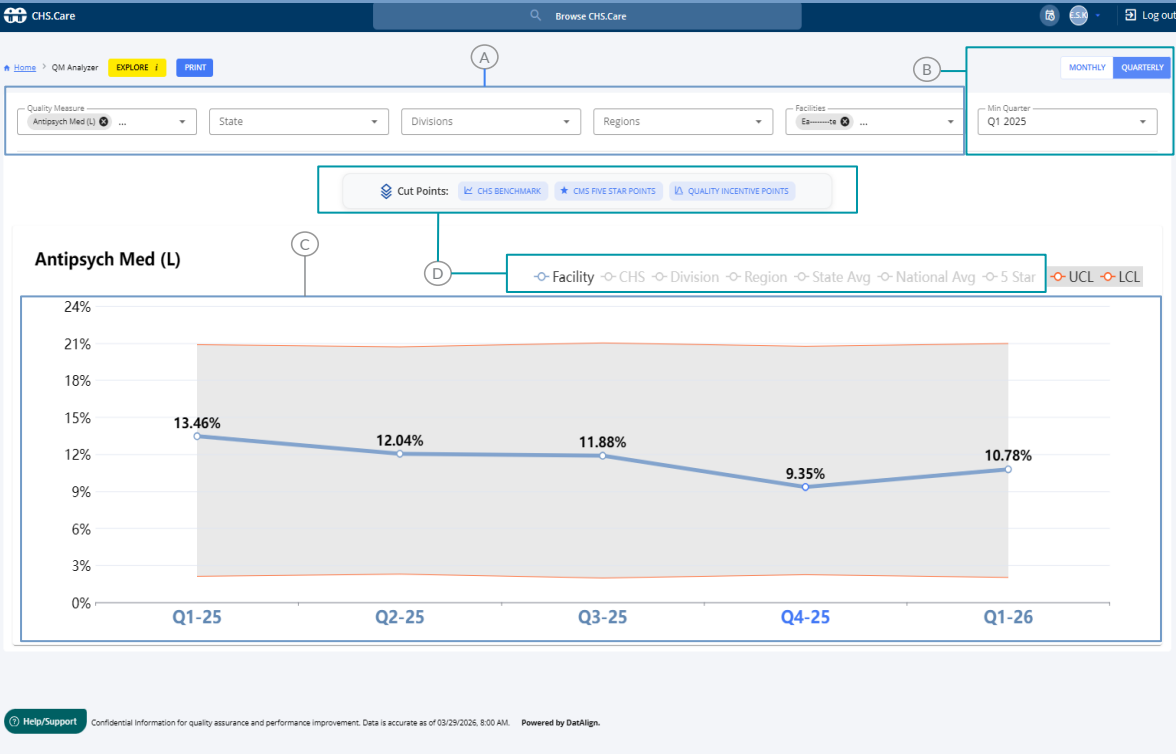 CHS.Care
Browse CHS.Care
E.S.K
Log out
A
B
Home > QM Analyzer EXPLORE i PRINT
MONTHLY QUARTERLY
Quality Measure
Antipsych Med (L) ...
State
Divisions
Regions
Facilities
Ea--------te ...
Min Quarter
Q1 2025
Cut Points: CHS BENCHMARK CMS FIVE STAR POINTS QUALITY INCENTIVE POINTS
C
D
Antipsych Med (L)
Facility CHS Division Region State Avg National Avg 5 Star UCL LCL
24%
21%
18%
15%
12%
9%
6%
3%
0%
13.46%
12.04%
11.88%
9.35%
10.78%
Q1-25 Q2-25 Q3-25 Q4-25 Q1-26
Help/Support
Confidential Information for quality assurance and performance improvement. Data is accurate as of 03/29/2026, 8:00 AM. Powered by DatAlign.